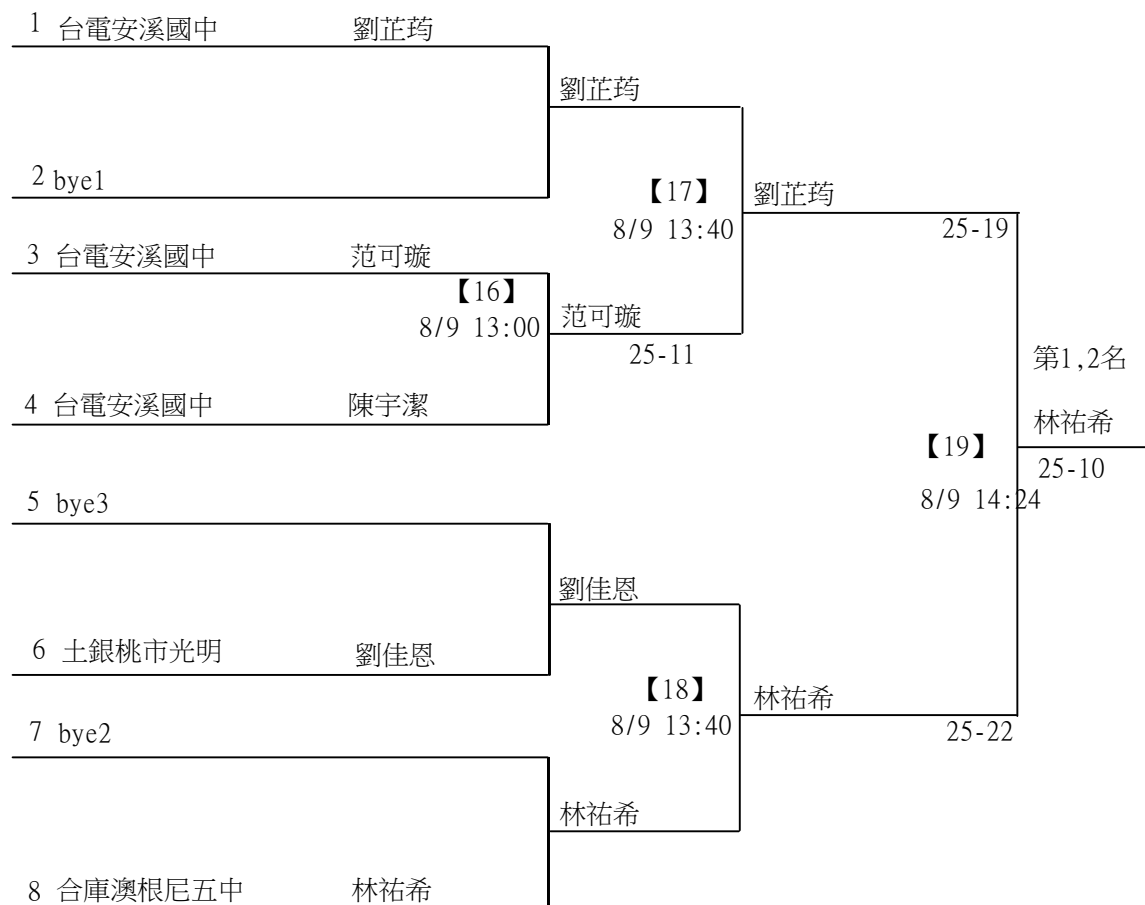 1 台電安溪國中 劉芷荺
劉芷荺
2 bye1
【17】 劉芷荺
8/9 13:40 25-19
3 台電安溪國中 范可璇
【16】
8/9 13:00 范可璇
25-11
第1,2名
4 台電安溪國中 陳宇潔
林祐希
【19】
25-10
8/9 14:24
5 bye3
劉佳恩
6 土銀桃市光明 劉佳恩
【18】 林祐希
8/9 13:40 25-22
7 bye2
林祐希
8 合庫澳根尼五中 林祐希